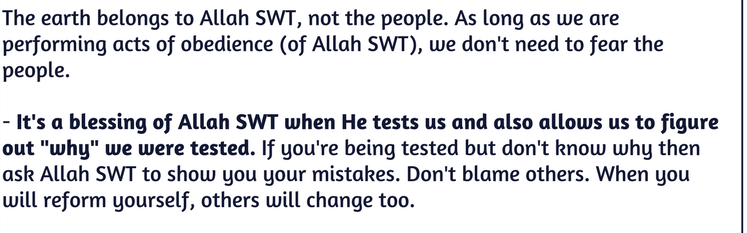 The earth belongs to Allah SWT, not the people. As long as we are
performing acts of obedience (of Allah SWT), we don't need to fear the
people.
- It's a blessing of Allah SWT when He tests us and also allows us to figure
out "why" we were tested. If you're being tested but don't know why then
ask Allah SWT to show you your mistakes. Don't blame others. When you
will reform yourself, others will change too.